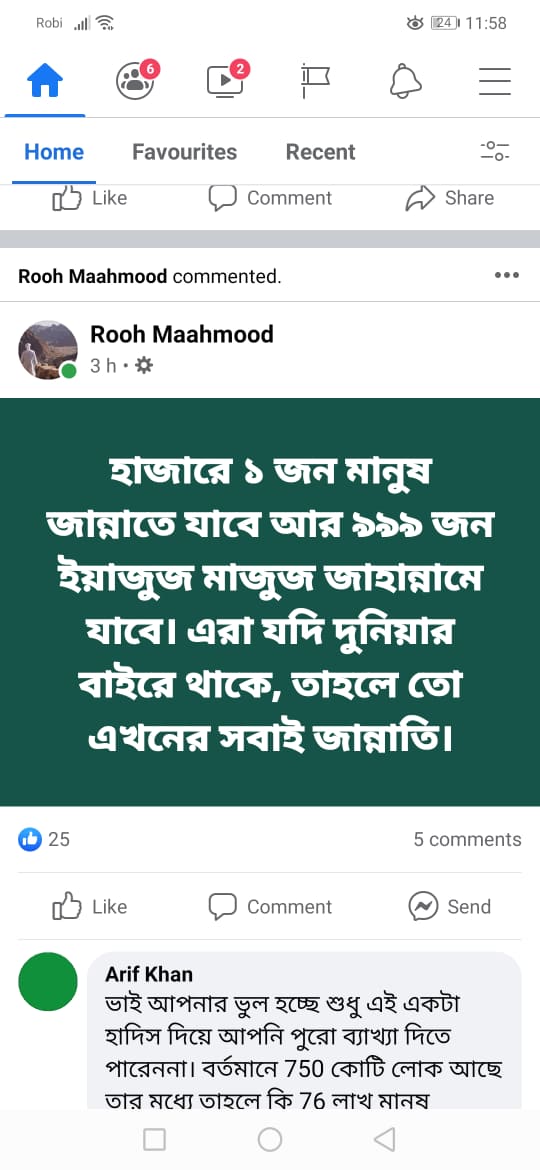 Robi 24 11:58
6 2
Home Favourites Recent
Like Comment Share
Rooh Maahmood commented.
Rooh Maahmood
3 h
হাজারে ১ জন মানুষ
জান্নাতে যাবে আর ৯৯৯ জন
ইয়াজুজ মাজুজ জাহান্নামে
যাবে। এরা যদি দুনিয়ার
বাইরে থাকে, তাহলে তো
এখনের সবাই জান্নাতি।
25 5 comments
Like Comment Send
Arif Khan
ভাই আপনার ভুল হচ্ছে শুধু এই একটা
হাদিস দিয়ে আপনি পুরো ব্যাখ্যা দিতে
পারেননা। বর্তমানে 750 কোটি লোক আছে
তার মধ্যে তাহলে কি 76 লাখ মানুষ